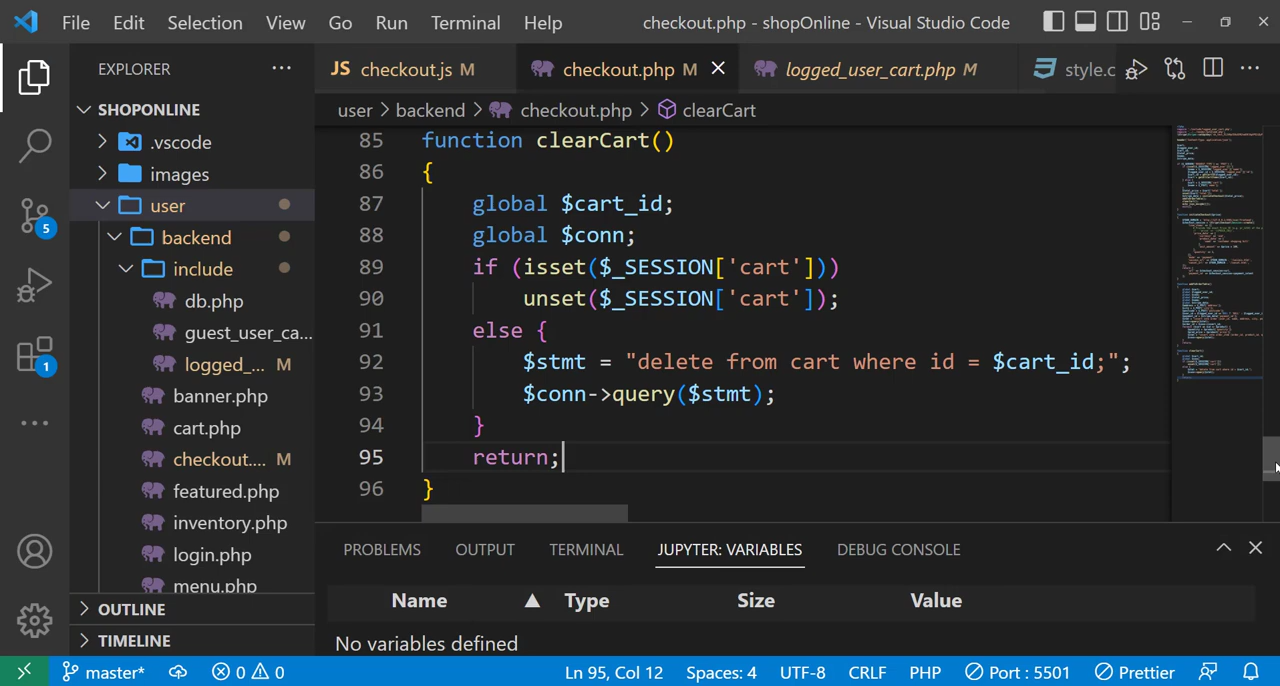 File Edit Selection View Go Run Terminal Help checkout.php - shopOnline - Visual Studio Code
EXPLORER
SHOPONLINE
.vscode
images
user
backend
include
db.php
guest_user_ca...
logged_... M
banner.php
cart.php
checkout.... M
featured.php
inventory.php
login.php
menu.php
OUTLINE
TIMELINE
5
1
JS checkout.js M checkout.php M logged_user_cart.php M style.c
user > backend > checkout.php > clearCart
85 function clearCart()
86 {
87 global $cart_id;
88 global $conn;
89 if (isset($_SESSION['cart']))
90 unset($_SESSION['cart']);
91 else {
92 $stmt = "delete from cart where id = $cart_id;";
93 $conn->query($stmt);
94 }
95 return;
96 }
PROBLEMS OUTPUT TERMINAL JUPYTER: VARIABLES DEBUG CONSOLE
Name Type Size Value
No variables defined
master* 0 0 Ln 95, Col 12 Spaces: 4 UTF-8 CRLF PHP Port : 5501 Prettier